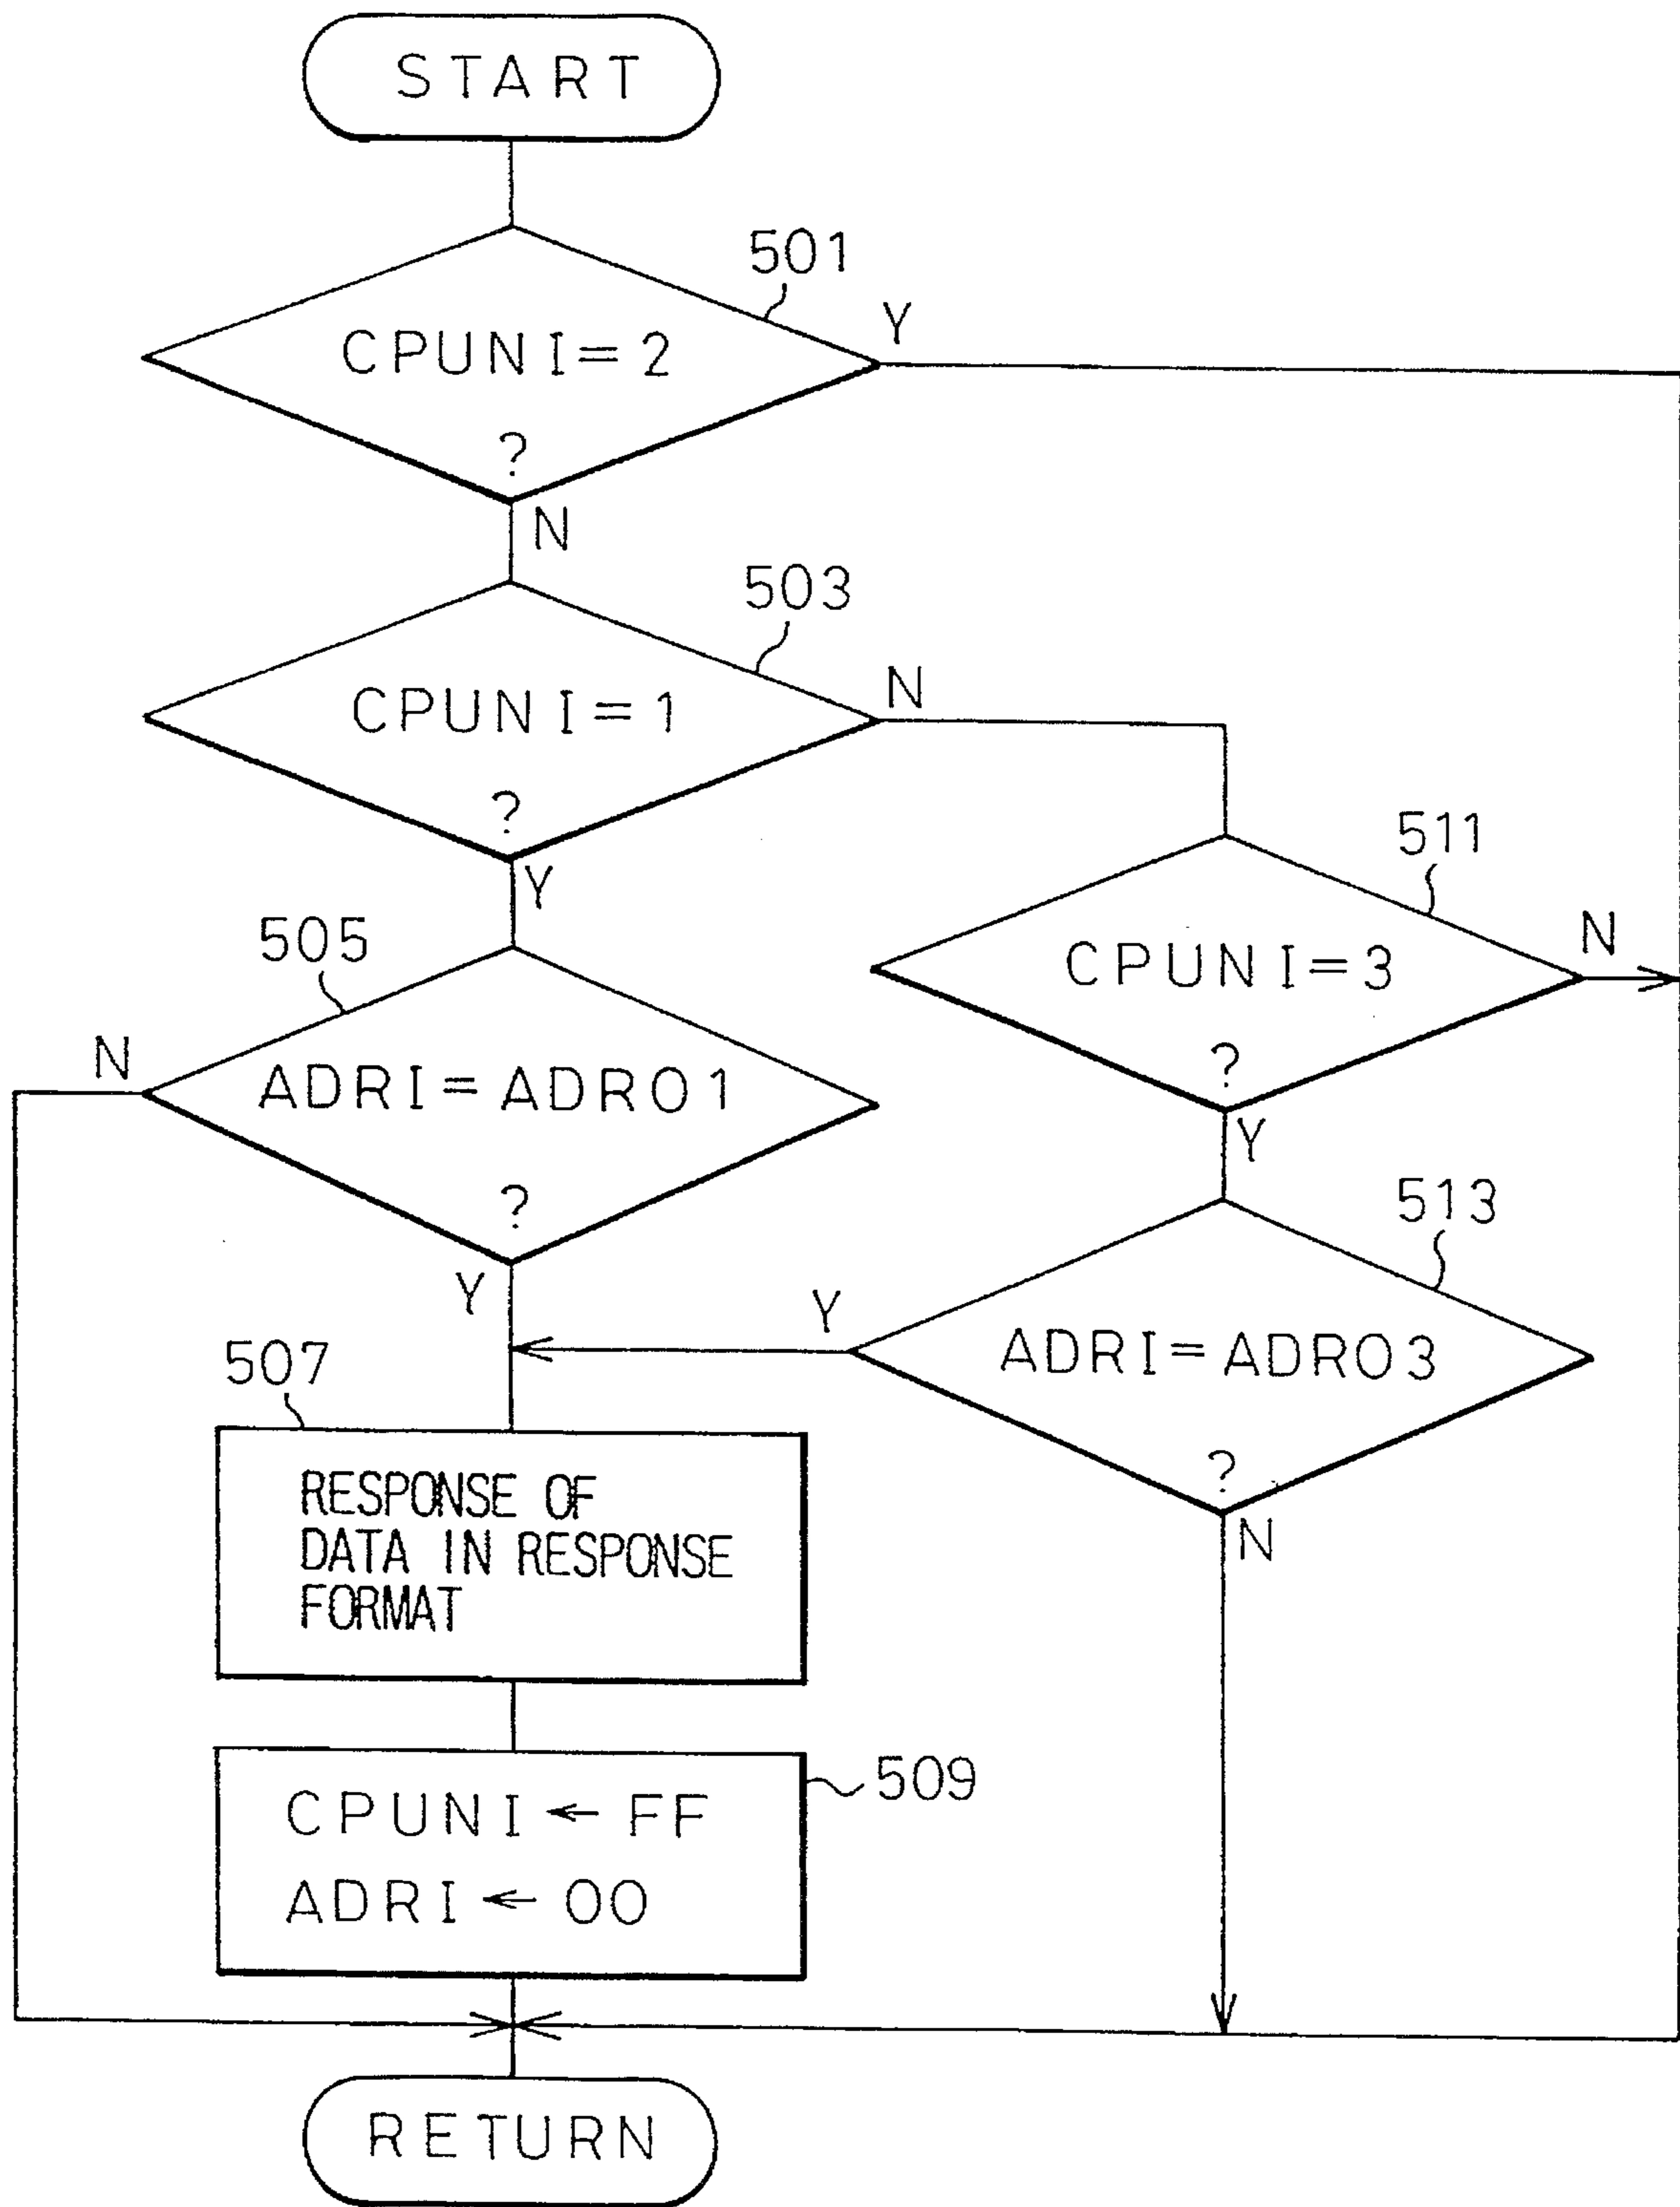 START
501
CPUNI=2
?
Y
N
503
CPUNI=1
?
N
Y
505
ADRI=ADR01
?
N
Y
511
CPUNI=3
?
N
Y
513
ADRI=ADR03
?
Y
N
507
RESPONSE OF
DATA IN RESPONSE
FORMAT
509
CPUNI ← FF
ADRI ← 00
RETURN